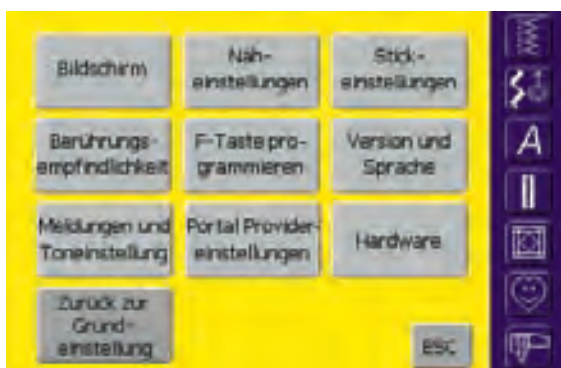 Bildschirm
Näh-
einstellungen
Stick-
einstellungen
Berührungs-
empfindlichkeit
F-Taste pro-
grammieren
Version und
Sprache
Meldungen und
Toneinstellung
Portal Provider-
einstellungen
Hardware
Zurück zur
Grund-
einstellung
ESC
A